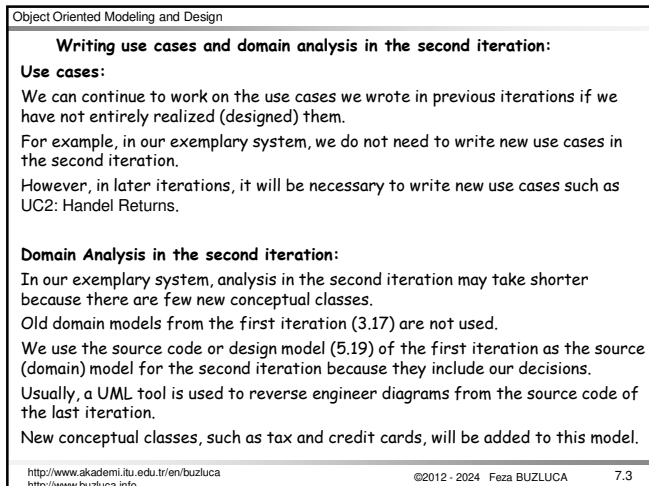 Object Oriented Modeling and Design
Writing use cases and domain analysis in the second iteration:
Use cases:
We can continue to work on the use cases we wrote in previous iterations if we
have not entirely realized (designed) them.
For example, in our exemplary system, we do not need to write new use cases in
the second iteration.
However, in later iterations, it will be necessary to write new use cases such as
UC2: Handel Returns.
Domain Analysis in the second iteration:
In our exemplary system, analysis in the second iteration may take shorter
because there are few new conceptual classes.
Old domain models from the first iteration (3.17) are not used.
We use the source code or design model (5.19) of the first iteration as the source
(domain) model for the second iteration because they include our decisions.
Usually, a UML tool is used to reverse engineer diagrams from the source code of
the last iteration.
New conceptual classes, such as tax and credit cards, will be added to this model.
http://www.akademi.itu.edu.tr/en/buzluca
http://www.buzluca.info
©2012 - 2024 Feza BUZLUCA 7.3